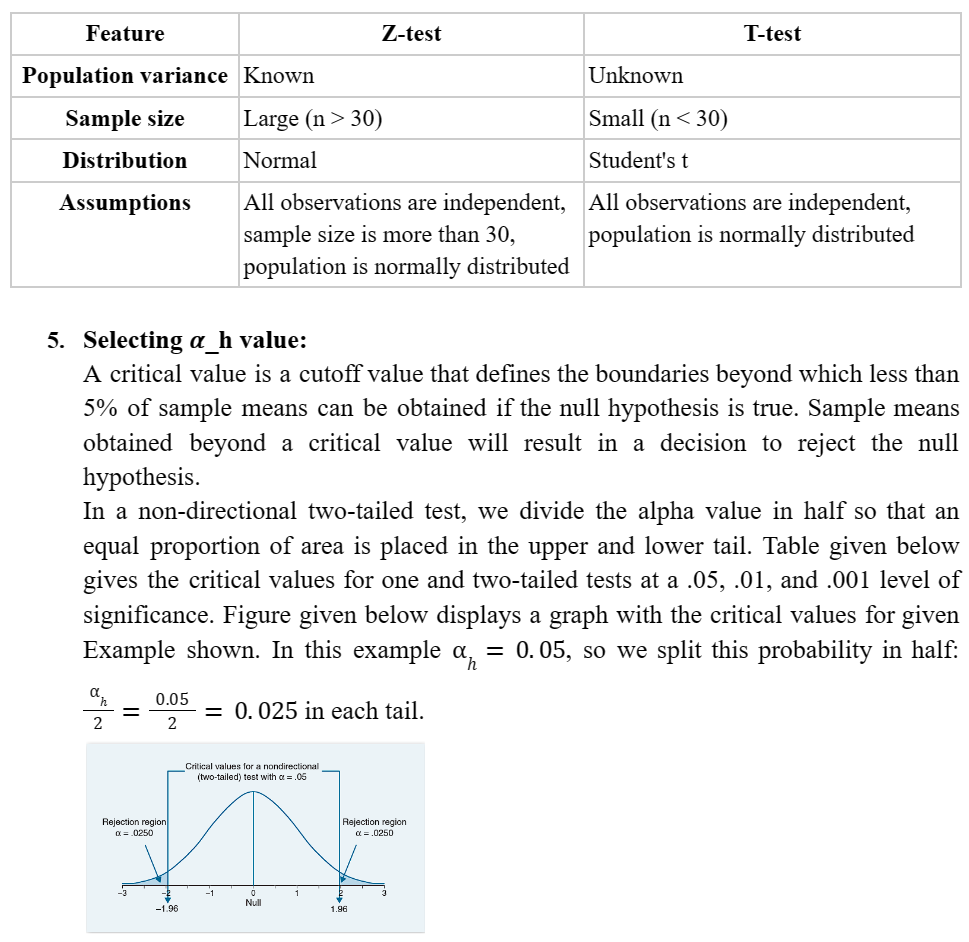 Feature Z-test T-test
Population variance Known Unknown
Sample size Large (n > 30) Small (n < 30)
Distribution Normal Student's t
Assumptions All observations are independent, All observations are independent,
sample size is more than 30, population is normally distributed
population is normally distributed
5. Selecting α_h value:
A critical value is a cutoff value that defines the boundaries beyond which less than
5% of sample means can be obtained if the null hypothesis is true. Sample means
obtained beyond a critical value will result in a decision to reject the null
hypothesis.
In a non-directional two-tailed test, we divide the alpha value in half so that an
equal proportion of area is placed in the upper and lower tail. Table given below
gives the critical values for one and two-tailed tests at a .05, .01, and .001 level of
significance. Figure given below displays a graph with the critical values for given
Example shown. In this example α_h = 0.05, so we split this probability in half:
α_h/2 = 0.05/2 = 0.025 in each tail.
Critical values for a nondirectional
(two-tailed) test with α = .05
Rejection region Rejection region
α = .0250 α = .0250
-3 -2 -1 0 1 2 3
Null
-1.96 1.96